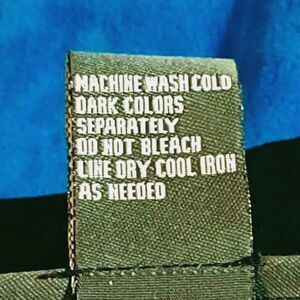 MACHINE WASH COLD
DARK COLORS
SEPARATELY
DO NOT BLEACH
LINE DRY COOL IRON
AS NEEDED